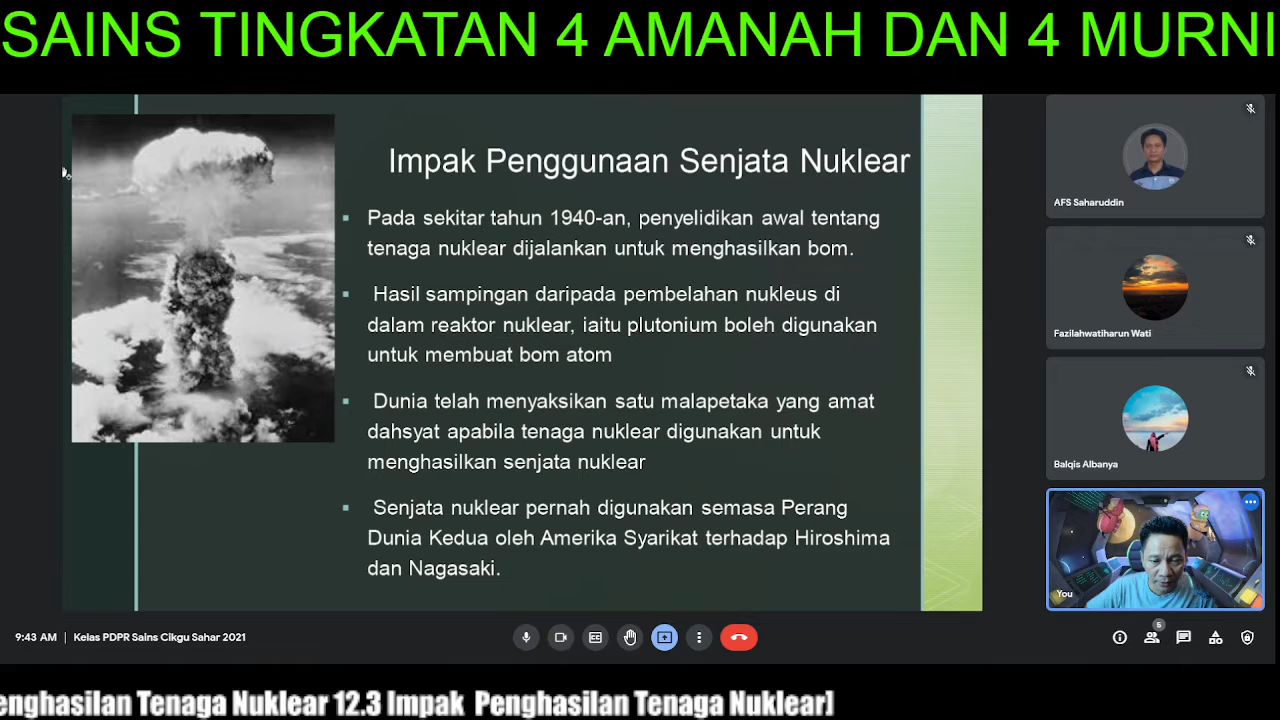 SAINS TINGKATAN 4 AMANAH DAN 4 MURNI
Impak Penggunaan Senjata Nuklear
▪ Pada sekitar tahun 1940-an, penyelidikan awal tentang
tenaga nuklear dijalankan untuk menghasilkan bom.
▪ Hasil sampingan daripada pembelahan nukleus di
dalam reaktor nuklear, iaitu plutonium boleh digunakan
untuk membuat bom atom
▪ Dunia telah menyaksikan satu malapetaka yang amat
dahsyat apabila tenaga nuklear digunakan untuk
menghasilkan senjata nuklear
▪ Senjata nuklear pernah digunakan semasa Perang
Dunia Kedua oleh Amerika Syarikat terhadap Hiroshima
dan Nagasaki.
AFS Saharuddin
Fazilahwatiharun Wati
Balqis Albanya
You
9:43 AM | Kelas PDPR Sains Cikgu Sahar 2021
5
enghasilan Tenaga Nuklear 12.3 Impak Penghasilan Tenaga Nuklear]